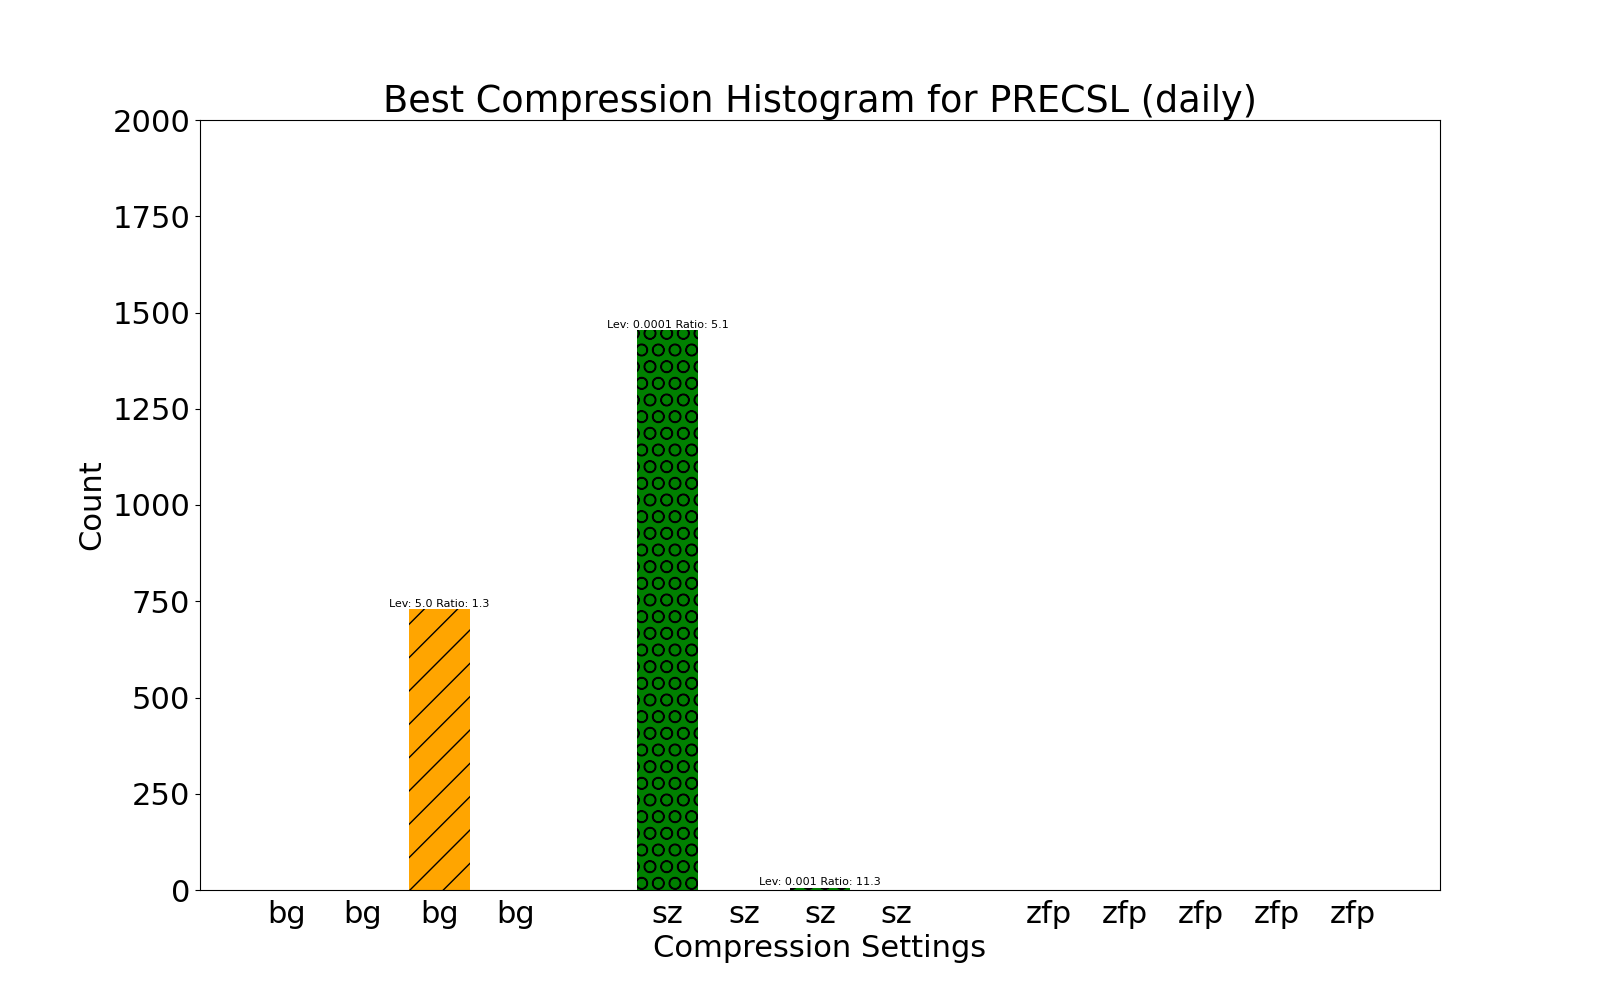 Best Compression Histogram for PRECSL (daily)
2000
1750
1500
1250
1000
750
500
250
0
Count
Lev: 5.0 Ratio: 1.3
Lev: 0.0001 Ratio: 5.1
Lev: 0.001 Ratio: 11.3
bg bg bg bg sz sz sz sz zfp zfp zfp zfp zfp
Compression Settings